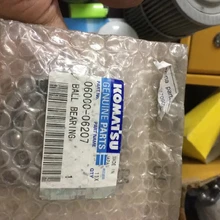 KOMATSU
GENUINE PARTS
06000-06207
BALL BEARING